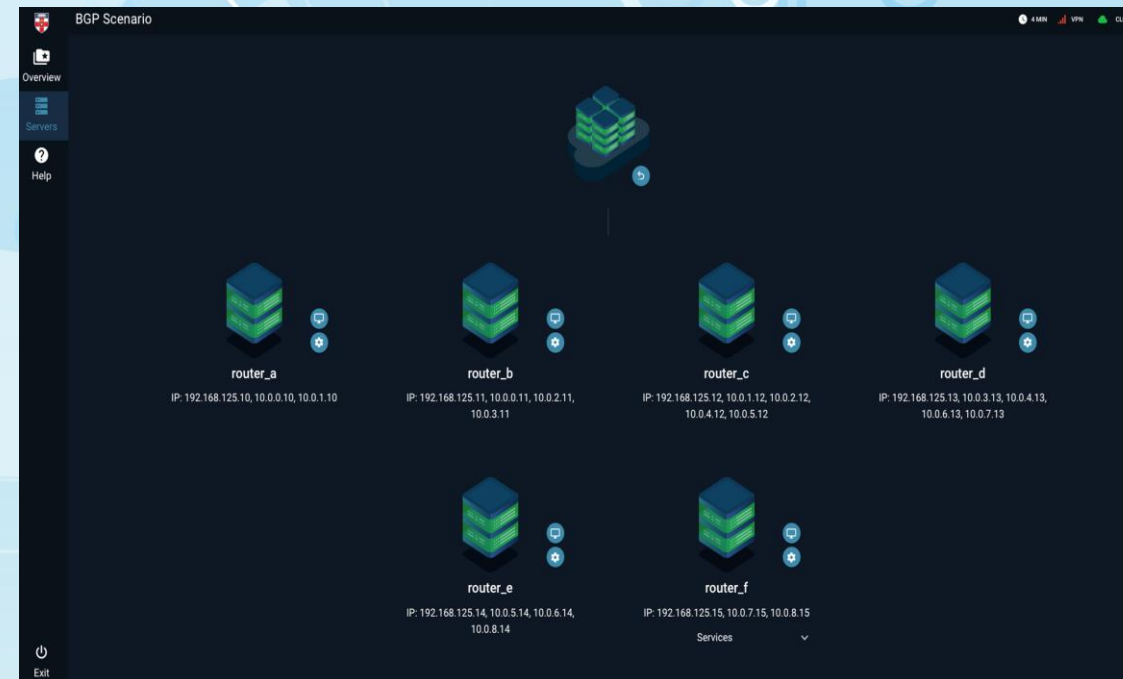 BGP Scenario
4 MIN
VPN
Overview
Servers
Help
router_a
IP: 192.168.125.10, 10.0.0.10, 10.0.1.10
router_b
IP: 192.168.125.11, 10.0.0.11, 10.0.2.11,
10.0.3.11
router_c
IP: 192.168.125.12, 10.0.1.12, 10.0.2.12,
10.0.4.12, 10.0.5.12
router_d
IP: 192.168.125.13, 10.0.3.13, 10.0.4.13,
10.0.6.13, 10.0.7.13
router_e
IP: 192.168.125.14, 10.0.5.14, 10.0.6.14,
10.0.8.14
router_f
IP: 192.168.125.15, 10.0.7.15, 10.0.8.15
Services
Exit